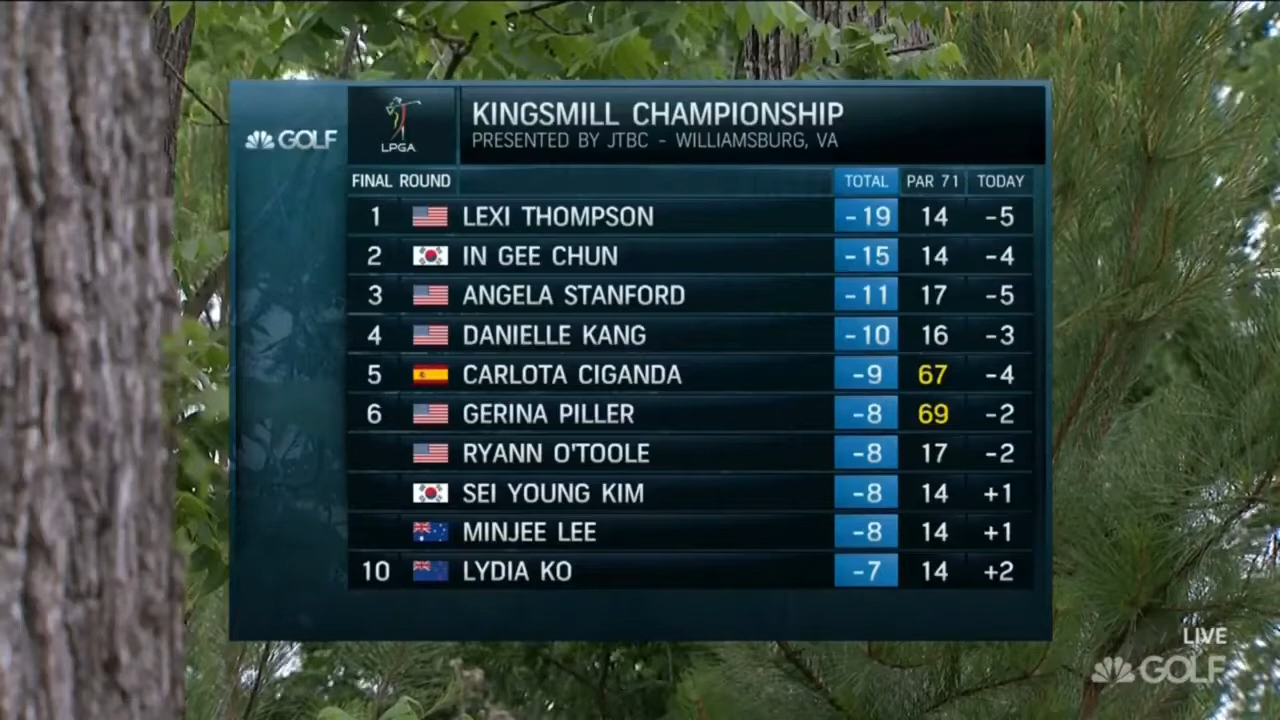 GOLF
LPGA
KINGSMILL CHAMPIONSHIP
PRESENTED BY JTBC - WILLIAMSBURG, VA
FINAL ROUND TOTAL PAR 71 TODAY
1 LEXI THOMPSON -19 14 -5
2 IN GEE CHUN -15 14 -4
3 ANGELA STANFORD -11 17 -5
4 DANIELLE KANG -10 16 -3
5 CARLOTA CIGANDA -9 67 -4
6 GERINA PILLER -8 69 -2
RYANN O'TOOLE -8 17 -2
SEI YOUNG KIM -8 14 +1
MINJEE LEE -8 14 +1
10 LYDIA KO -7 14 +2
LIVE
GOLF